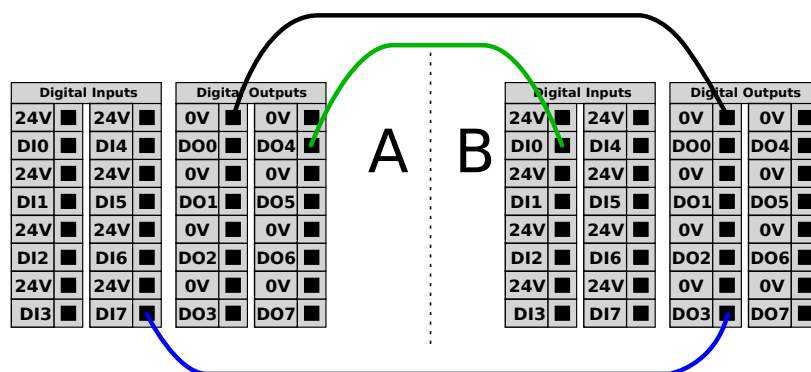 Digital Inputs Digital Outputs Digital Inputs Digital Outputs
24V 24V 0V 0V 24V 24V 0V 0V
DI0 DI4 DO0 DO4 A B DI0 DI4 DO0 DO4
24V 24V 0V 0V 24V 24V 0V 0V
DI1 DI5 DO1 DO5 DI1 DI5 DO1 DO5
24V 24V 0V 0V 24V 24V 0V 0V
DI2 DI6 DO2 DO6 DI2 DI6 DO2 DO6
24V 24V 0V 0V 24V 24V 0V 0V
DI3 DI7 DO3 DO7 DI3 DI7 DO3 DO7